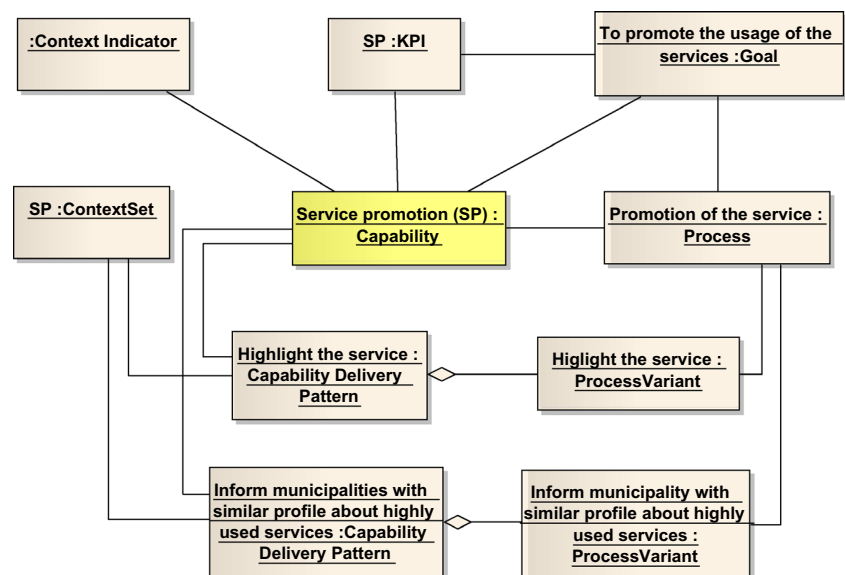 :Context Indicator
SP :KPI
To promote the usage of the
services :Goal
SP :ContextSet
Service promotion (SP) :
Capability
Promotion of the service :
Process
Highlight the service :
Capability Delivery
Pattern
Higlight the service :
ProcessVariant
Inform municipalities with
similar profile about highly
used services :Capability
Delivery Pattern
Inform municipality with
similar profile about highly
used services :
ProcessVariant